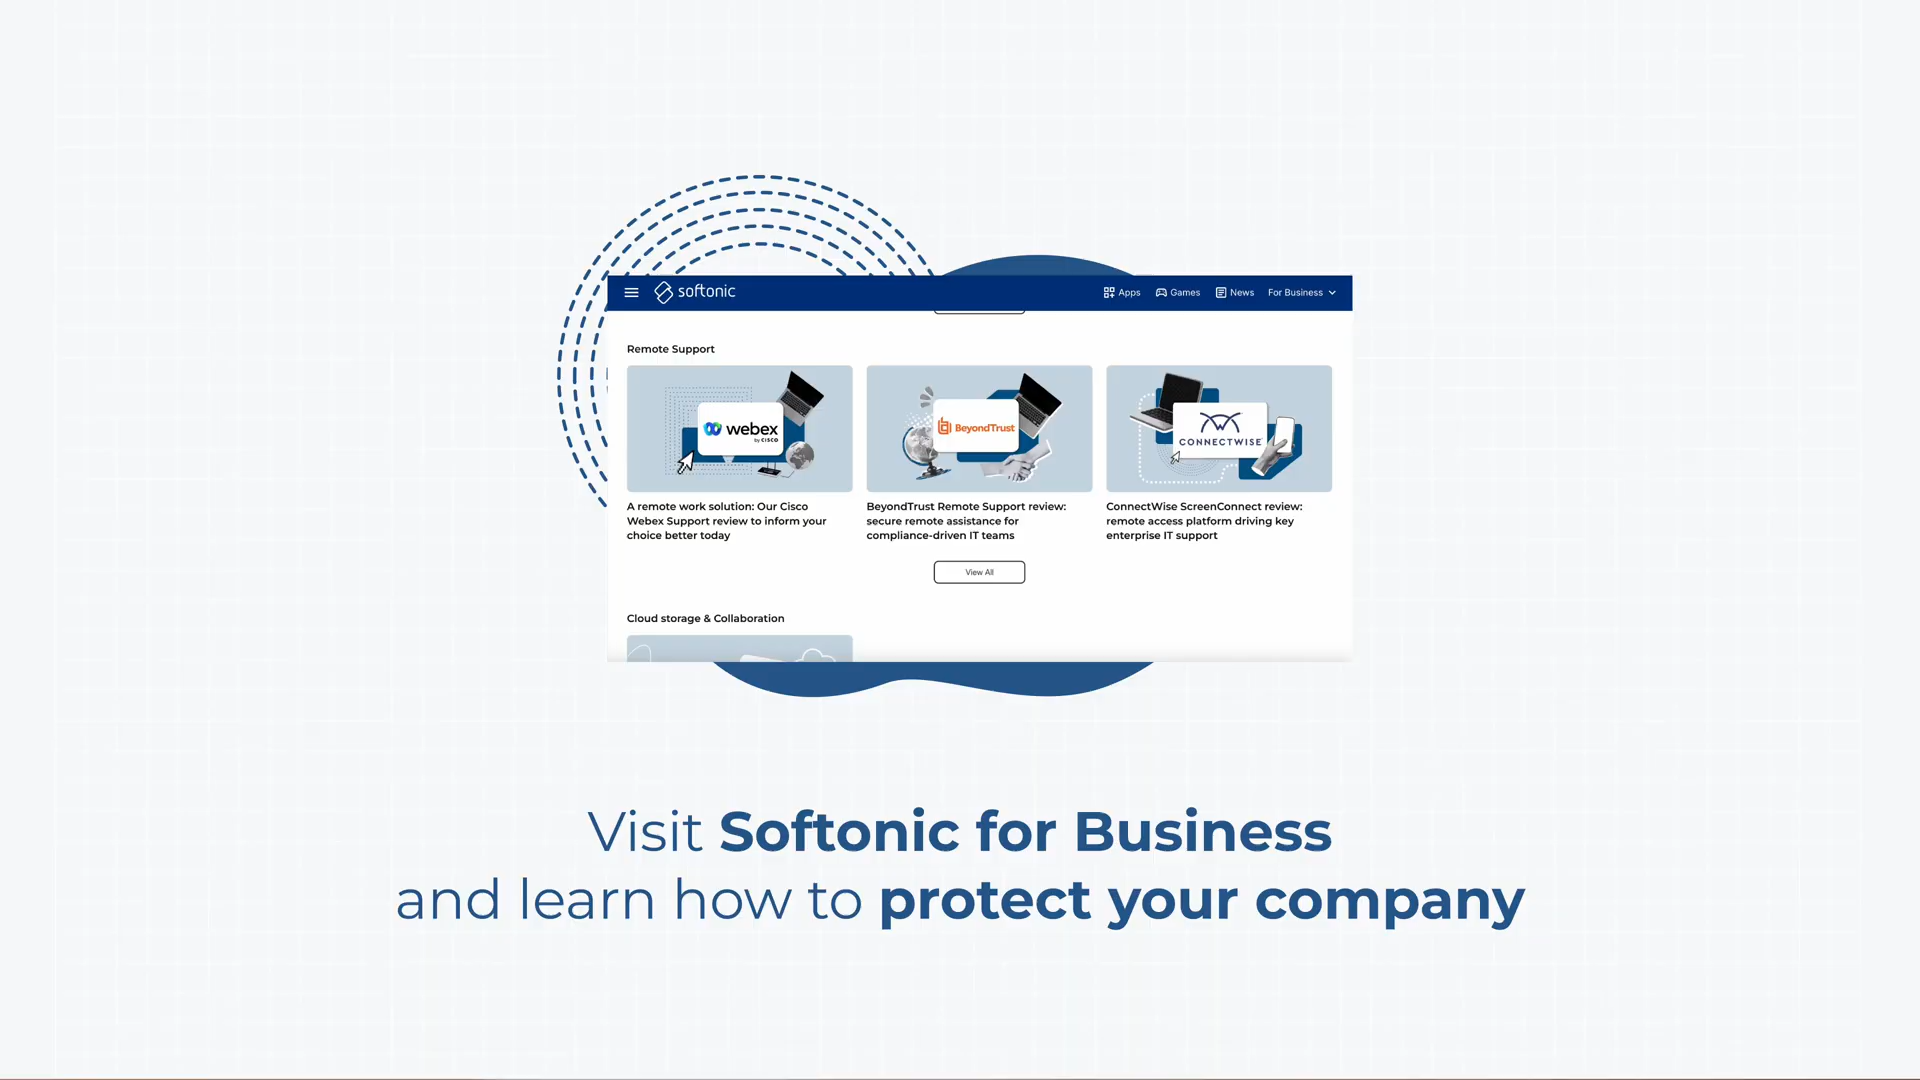 softonic
Apps Games News For Business
Remote Support
webex
by CISCO
BeyondTrust
CONNECTWISE
A remote work solution: Our Cisco
Webex Support review to inform your
choice better today
BeyondTrust Remote Support review:
secure remote assistance for
compliance-driven IT teams
ConnectWise ScreenConnect review:
remote access platform driving key
enterprise IT support
View All
Cloud storage & Collaboration
Visit Softonic for Business
and learn how to protect your company